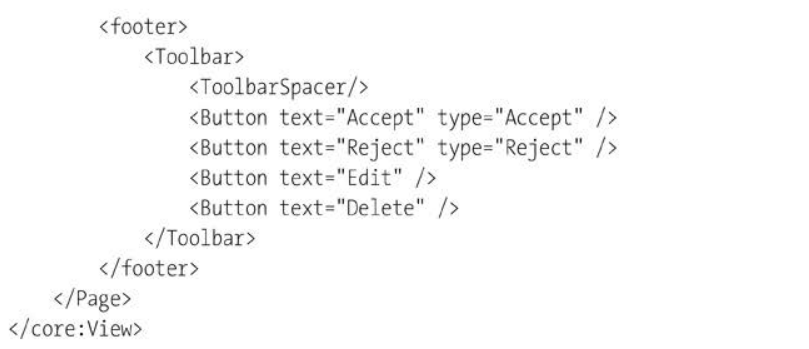 <footer>
<Toolbar>
<ToolbarSpacer/>
<Button text="Accept" type="Accept" />
<Button text="Reject" type="Reject" />
<Button text="Edit" />
<Button text="Delete" />
</Toolbar>
</footer>
</Page>
</core:View>